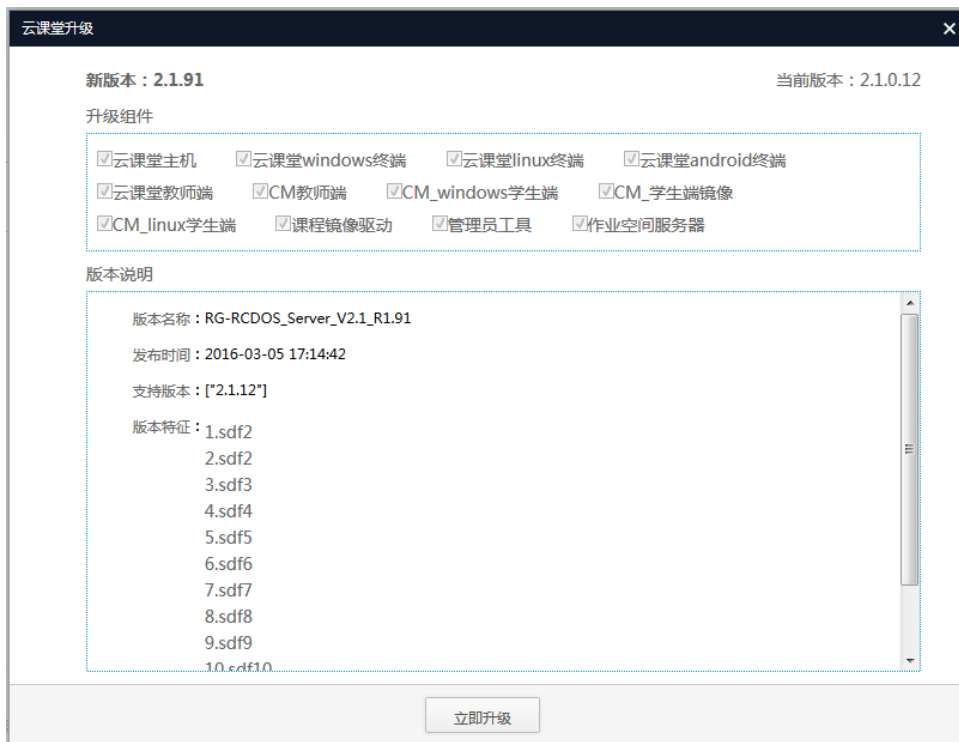 云课堂升级
新版本：2.1.91 当前版本：2.1.0.12
升级组件
云课堂主机 云课堂windows终端 云课堂linux终端 云课堂android终端
云课堂教师端 CM教师端 CM_windows学生端 CM_学生端镜像
CM_linux学生端 课程镜像驱动 管理员工具 作业空间服务器
版本说明
版本名称：RG-RCDOS_Server_V2.1_R1.91
发布时间：2016-03-05 17:14:42
支持版本：["2.1.12"]
版本特征：1.sdf2
2.sdf2
3.sdf3
4.sdf4
5.sdf5
6.sdf6
7.sdf7
8.sdf8
9.sdf9
10.sdf10
立即升级